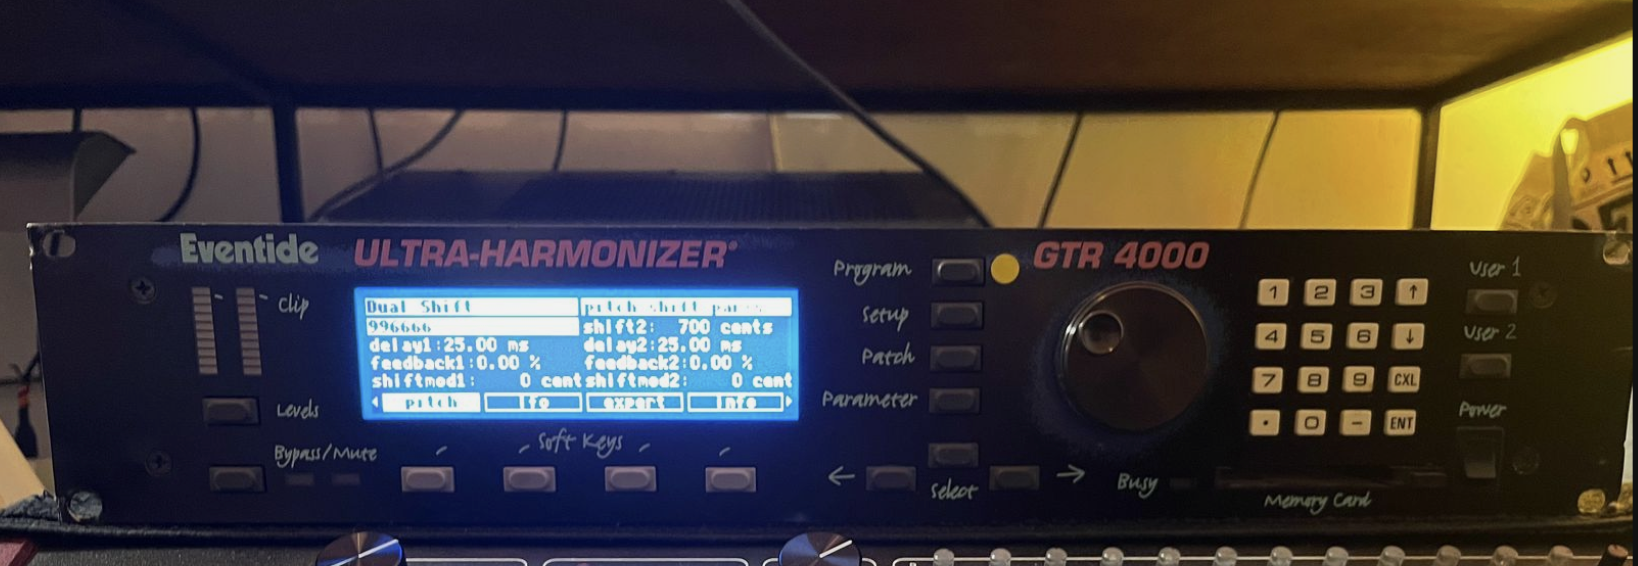 Eventide ULTRA-HARMONIZER® GTR 4000
Clip
Levels
Bypass/Mute
Dual Shift
pitch shift
996666
shift2: 700 cents
delay1:25.00 ms
delay2:25.00 ms
feedback1:0.00 %
feedback2:0.00 %
shiftmod1: 0 cent
shiftmod2: 0 cent
pitch lfo expert info
Soft Keys
Program
Setup
Patch
Parameter
← Select →
Busy
1 2 3 ↑
4 5 6 ↓
7 8 9 CXL
. 0 - ENT
Memory Card
User 1
User 2
Power